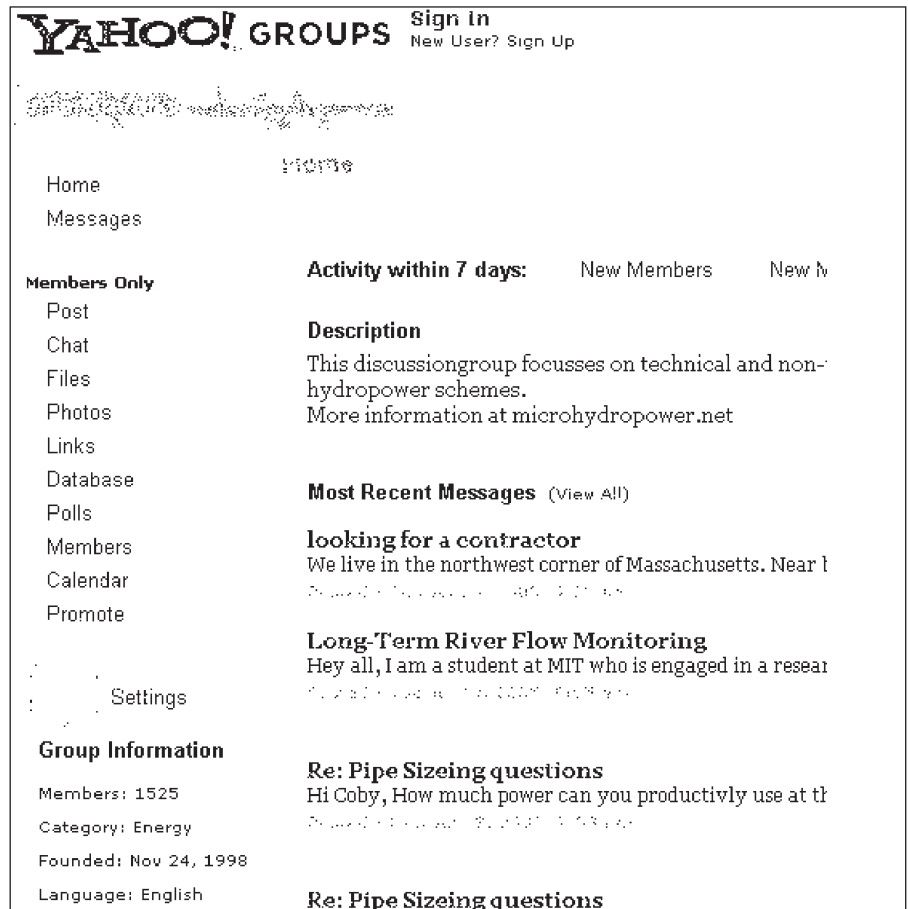 YAHOO! GROUPS
Sign In
New User? Sign Up
Home
Home
Messages
Members Only
Post
Chat
Files
Photos
Links
Database
Polls
Members
Calendar
Promote
Settings
Group Information
Members: 1525
Category: Energy
Founded: Nov 24, 1998
Language: English
Activity within 7 days: New Members New
Description
This discussiongroup focusses on technical and non-
hydropower schemes.
More information at microhydropower.net
Most Recent Messages (View All)
looking for a contractor
We live in the northwest corner of Massachusetts. Near
Long-Term River Flow Monitoring
Hey all, I am a student at MIT who is engaged in a resear
Re: Pipe Sizeing questions
Hi Coby, How much power can you productivly use at th
Re: Pipe Sizeing questions